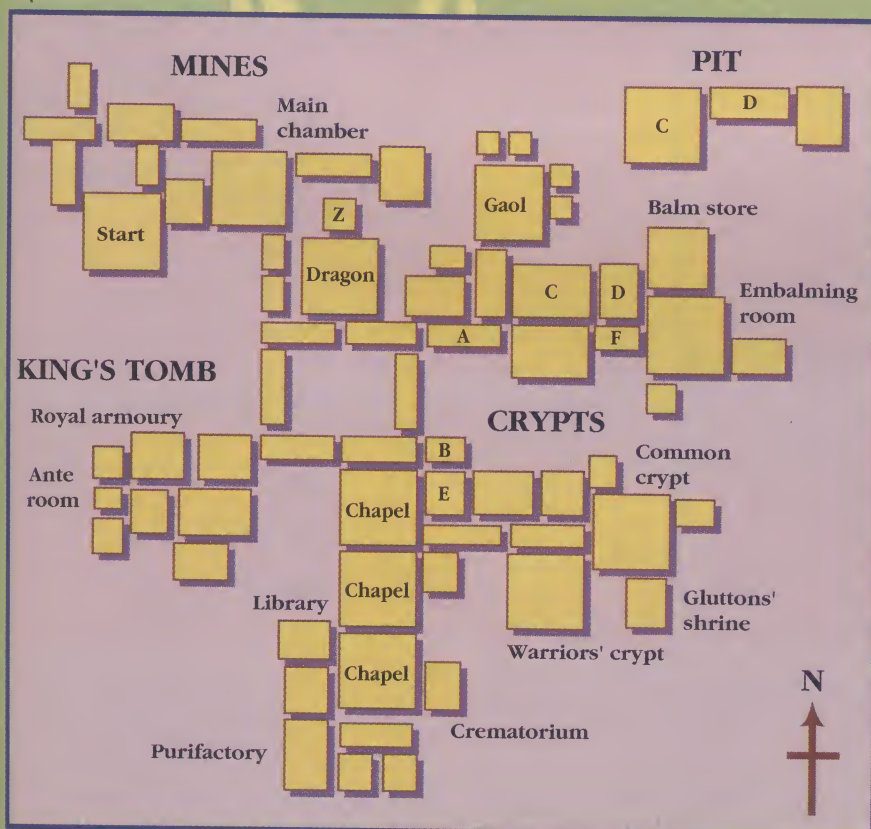 MINES
PIT
Main
chamber
C
D
Gaol
Z
Balm store
Start
Dragon
C
D
Embalming
room
A
F
KING'S TOMB
Royal armoury
CRYPTS
B
Common
crypt
Ante
room
E
Chapel
Chapel
Library
Gluttons'
shrine
Warriors' crypt
Chapel
N
Crematorium
Purifactory